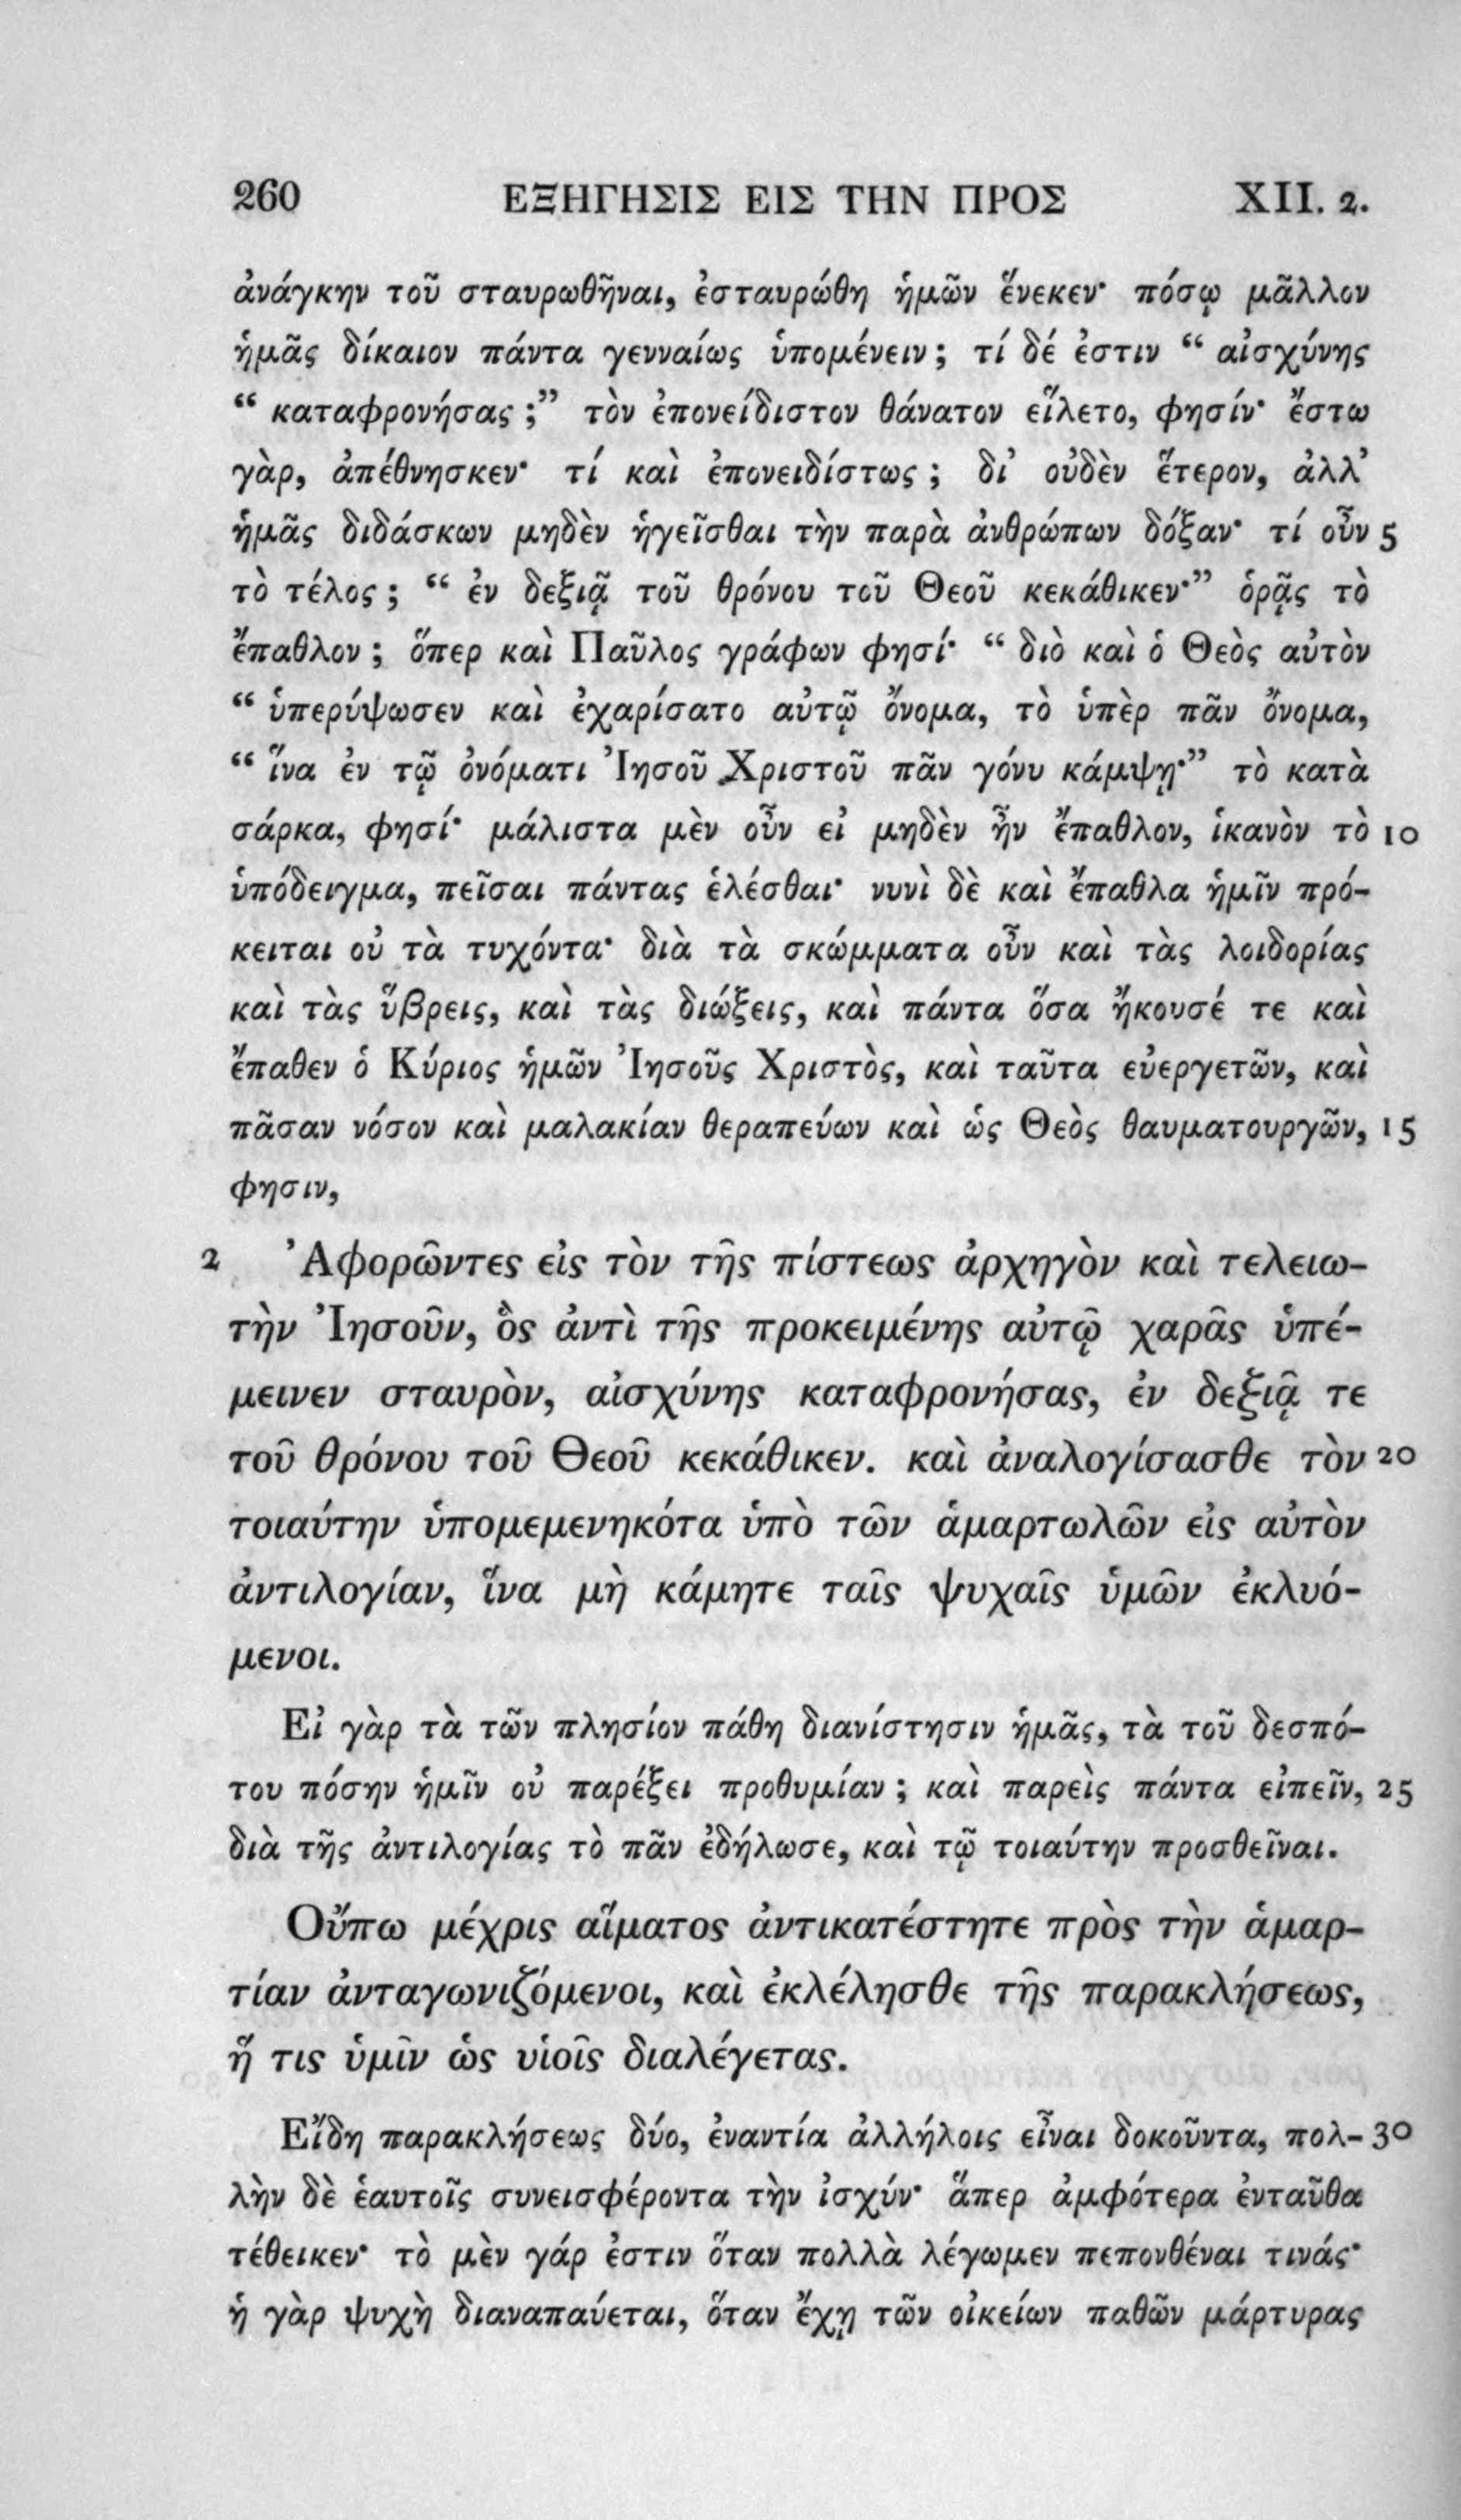 260 ΕΞΗΓΗΣΙΣ ΕΙΣ ΤΗΝ ΠΡΟΣ XII. 2.
ἀνάγκην τοῦ σταυρωθῆναι, ἐσταυρώθη ἡμῶν ἕνεκεν· πόσῳ μᾶλλον
ἡμᾶς δίκαιον πάντα γενναίως ὑπομένειν; τί δέ ἐστιν “ αἰσχύνης
“ καταφρονήσας ;” τὸν ἐπονείδιστον θάνατον εἵλετο, φησίν· ἔστω
γὰρ, ἀπέθνησκεν· τί καὶ ἐπονειδίστως ; δι’ οὐδὲν ἕτερον, ἀλλ’
ἡμᾶς διδάσκων μηδὲν ἡγεῖσθαι τὴν παρὰ ἀνθρώπων δόξαν· τί οὖν 5
τὸ τέλος ; “ ἐν δεξιᾷ τοῦ θρόνου τοῦ Θεοῦ κεκάθικεν·” ὁρᾷς τὸ
ἔπαθλον ; ὅπερ καὶ Παῦλος γράφων φησί· “ διὸ καὶ ὁ Θεὸς αὐτὸν
“ ὑπερύψωσεν καὶ ἐχαρίσατο αὐτῷ ὄνομα, τὸ ὑπὲρ πᾶν ὄνομα,
“ ἵνα ἐν τῷ ὀνόματι Ἰησοῦ Χριστοῦ πᾶν γόνυ κάμψῃ·” τὸ κατὰ
σάρκα, φησί· μάλιστα μὲν οὖν εἰ μηδὲν ἦν ἔπαθλον, ἱκανὸν τὸ 10
ὑπόδειγμα, πεῖσαι πάντας ἑλέσθαι· νυνὶ δὲ καὶ ἔπαθλα ἡμῖν πρό-
κειται οὐ τὰ τυχόντα· διὰ τὰ σκώμματα οὖν καὶ τὰς λοιδορίας
καὶ τὰς ὕβρεις, καὶ τὰς διώξεις, καὶ πάντα ὅσα ἤκουσέ τε καὶ
ἔπαθεν ὁ Κύριος ἡμῶν Ἰησοῦς Χριστὸς, καὶ ταῦτα εὐεργετῶν, καὶ
πᾶσαν νόσον καὶ μαλακίαν θεραπεύων καὶ ὡς Θεὸς θαυματουργῶν, 15
φησιν,
2 Ἀφορῶντες εἰς τὸν τῆς πίστεως ἀρχηγὸν καὶ τελειω-
τὴν Ἰησοῦν, ὃς ἀντὶ τῆς προκειμένης αὐτῷ χαρᾶς ὑπέ-
μεινεν σταυρὸν, αἰσχύνης καταφρονήσας, ἐν δεξιᾷ τε
τοῦ θρόνου τοῦ Θεοῦ κεκάθικεν. καὶ ἀναλογίσασθε τὸν 20
τοιαύτην ὑπομεμενηκότα ὑπὸ τῶν ἁμαρτωλῶν εἰς αὐτὸν
ἀντιλογίαν, ἵνα μὴ κάμητε ταῖς ψυχαῖς ὑμῶν ἐκλυό-
μενοι.
Εἰ γὰρ τὰ τῶν πλησίον πάθη διανίστησιν ἡμᾶς, τὰ τοῦ δεσπό-
του πόσην ἡμῖν οὐ παρέξει προθυμίαν ; καὶ παρεὶς πάντα εἰπεῖν, 25
διὰ τῆς ἀντιλογίας τὸ πᾶν ἐδήλωσε, καὶ τῷ τοιαύτην προσθεῖναι.
Οὔπω μέχρις αἵματος ἀντικατέστητε πρὸς τὴν ἁμαρ-
τίαν ἀνταγωνιζόμενοι, καὶ ἐκλέλησθε τῆς παρακλήσεως,
ἥ τις ὑμῖν ὡς υἱοῖς διαλέγετας.
Εἴδη παρακλήσεως δύο, ἐναντία ἀλλήλοις εἶναι δοκοῦντα, πολ- 30
λὴν δὲ ἑαυτοῖς συνεισφέροντα τὴν ἰσχύν· ἅπερ ἀμφότερα ἐνταῦθα
τέθεικεν· τὸ μὲν γάρ ἐστιν ὅταν πολλὰ λέγωμεν πεπονθέναι τινάς·
ἡ γὰρ ψυχὴ διαναπαύεται, ὅταν ἔχῃ τῶν οἰκείων παθῶν μάρτυρας